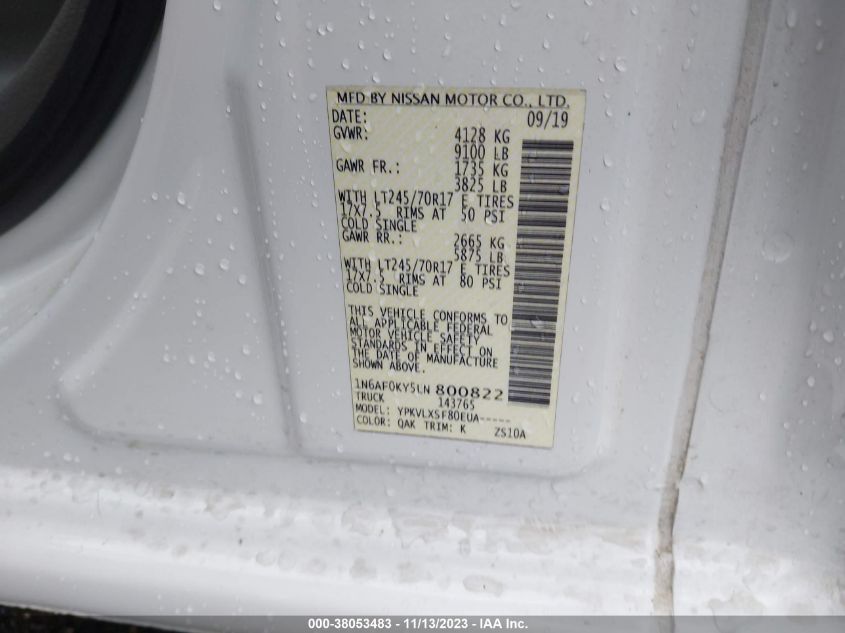 MFD BY NISSAN MOTOR CO., LTD.
DATE: 09/19
GVWR: 4128 KG
9100 LB
GAWR FR.: 1735 KG
3825 LB
WITH LT245/70R17 E TIRES
17X7.5 RIMS AT 50 PSI
COLD SINGLE
GAWR RR.: 2665 KG
5875 LB
WITH LT245/70R17 E TIRES
17X7.5 RIMS AT 80 PSI
COLD SINGLE
THIS VEHICLE CONFORMS TO
ALL APPLICABLE FEDERAL
MOTOR VEHICLE SAFETY
STANDARDS IN EFFECT ON
THE DATE OF MANUFACTURE
SHOWN ABOVE.
1N6AF0KY5LN 800822
TRUCK 143765
MODEL: YPKVLXSF80EUA-----
COLOR: QAK TRIM: K ZS10A
000-38053483 - 11/13/2023 - YPSILANTI - IAA Inc.